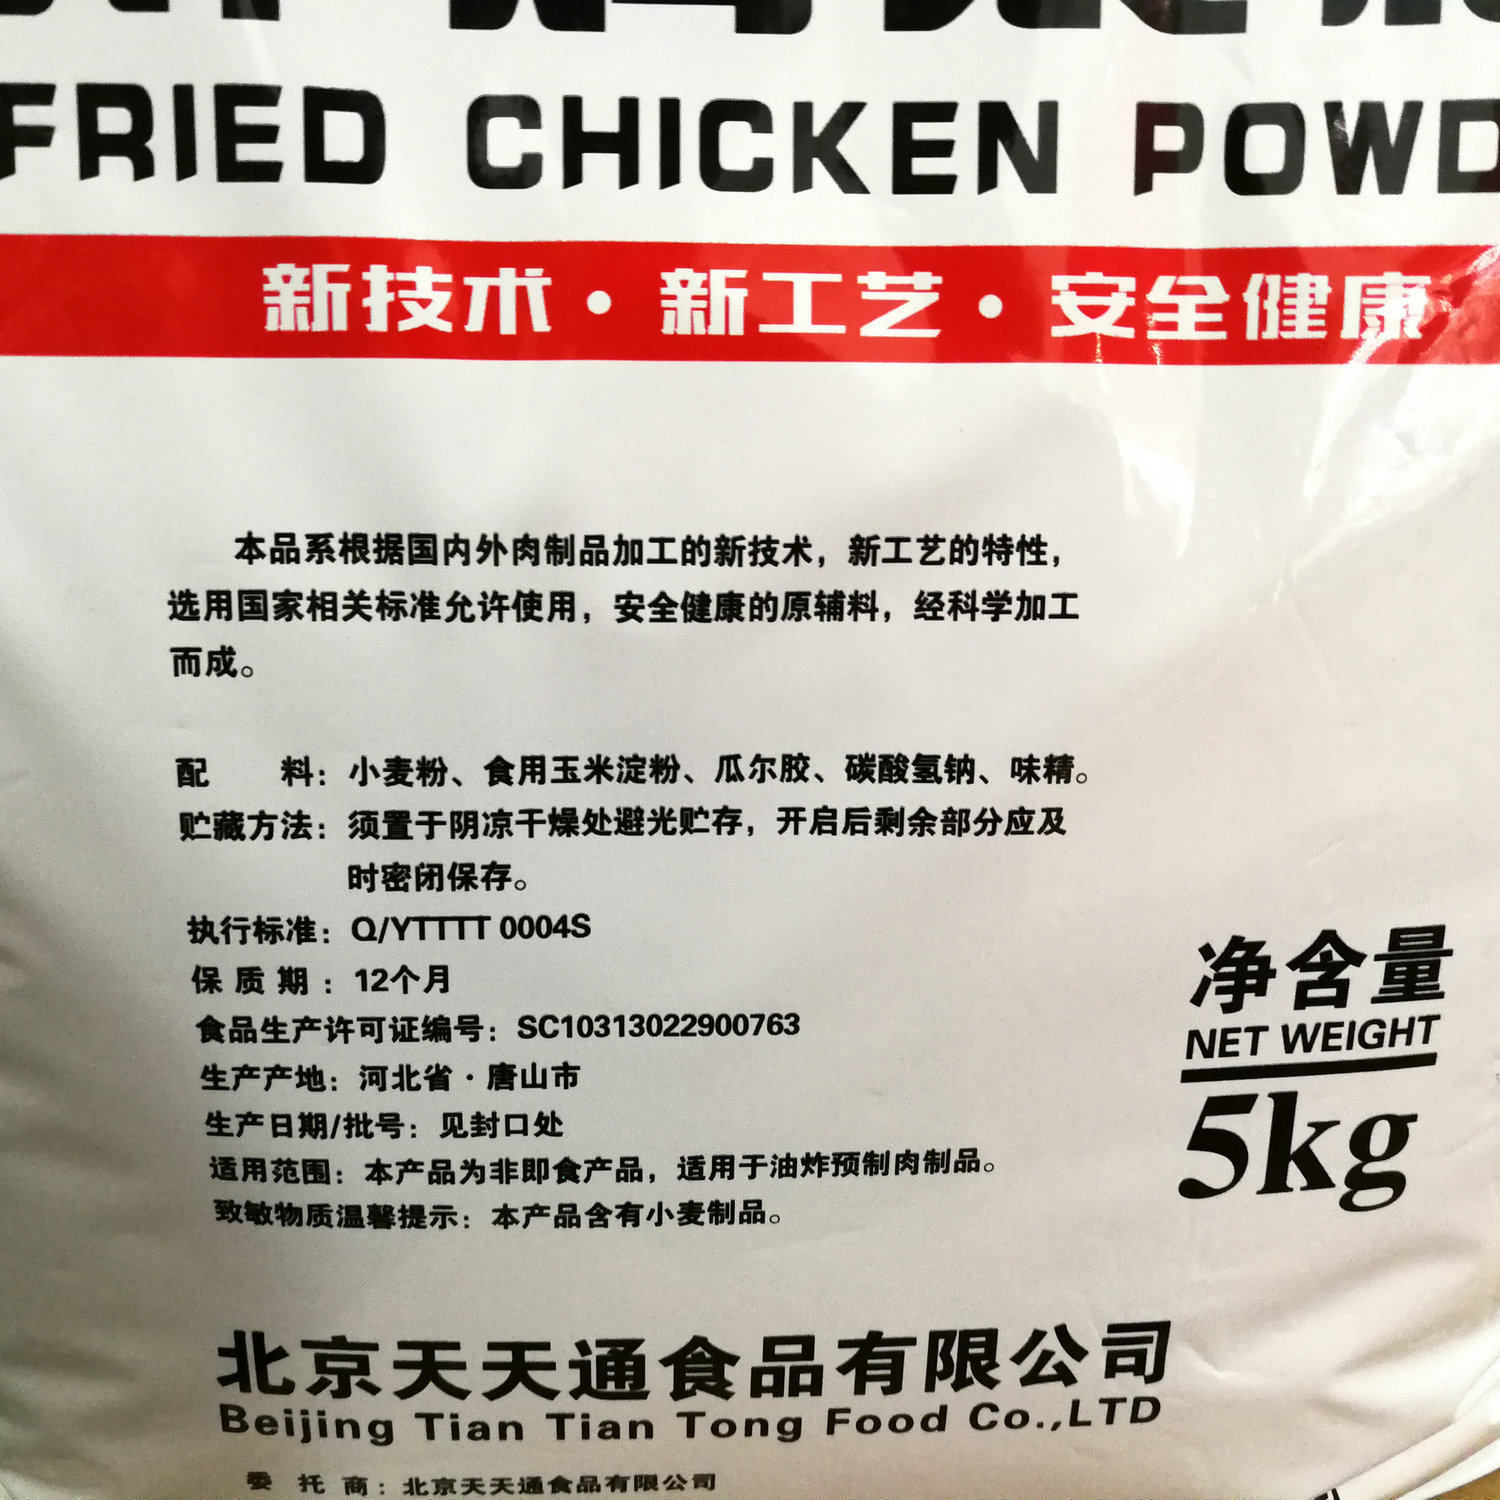 FRIED CHICKEN POWD
新技术·新工艺·安全健康
本品系根据国内外肉制品加工的新技术，新工艺的特性，
选用国家相关标准允许使用，安全健康的原辅料，经科学加工
而成。
配 料：小麦粉、食用玉米淀粉、瓜尔胶、碳酸氢钠、味精。
贮藏方法：须置于阴凉干燥处避光贮存，开启后剩余部分应及
时密闭保存。
执行标准：Q/YTTTT 0004S
保 质 期 ：12个月
食品生产许可证编号：SC10313022900763
生产产地：河北省·唐山市
生产日期/批号：见封口处
适用范围：本产品为非即食产品，适用于油炸预制肉制品。
致敏物质温馨提示：本产品含有小麦制品。
净含量
NET WEIGHT
5kg
北京天天通食品有限公司
Beijing Tian Tian Tong Food Co.,LTD
委 托 商：北京天天通食品有限公司